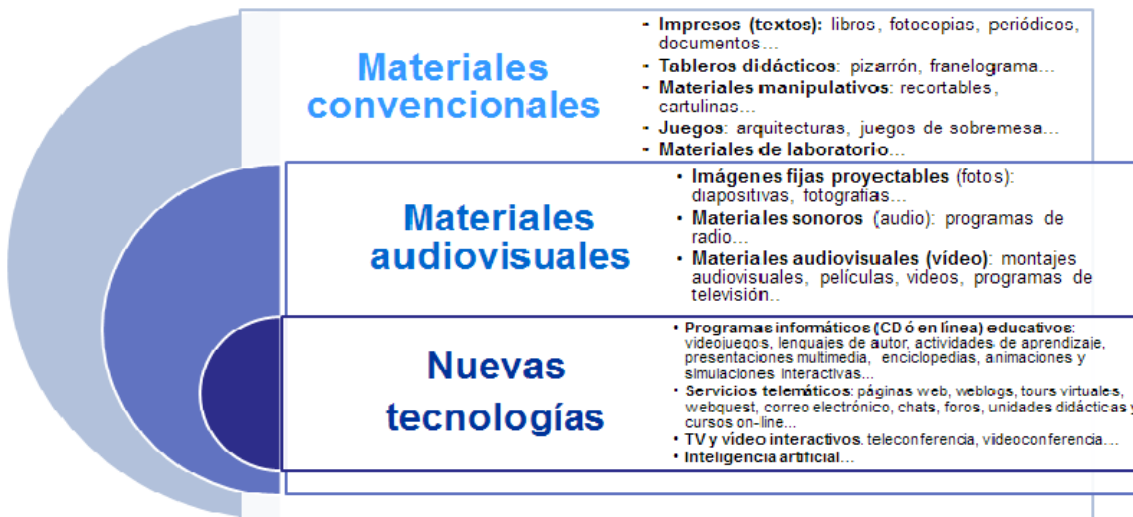 Materiales
convencionales
- Impresos (textos): libros, fotocopias, periódicos,
documentos...
- Tableros didácticos: pizarrón, franelograma...
- Materiales manipulativos: recortables,
cartulinas...
- Juegos: arquitecturas, juegos de sobremesa...
- Materiales de laboratorio...
Materiales
audiovisuales
• Imágenes fijas proyectables (fotos):
diapositivas, fotografías...
• Materiales sonoros (audio): programas de
radio...
• Materiales audiovisuales (vídeo): montajes
audiovisuales, películas, videos, programas de
televisión..
Nuevas
tecnologías
• Programas informáticos (CD ó en línea) educativos:
videojuegos, lenguajes de autor, actividades de aprendizaje,
presentaciones multimedia, enciclopedias, animaciones y
simulaciones interactivas...
• Servicios telemáticos: páginas web, weblogs, tours virtuales,
webquest, correo electrónico, chats, foros, unidades didácticas y
cursos on-line...
• TV y vídeo interactivos. teleconferencia, videoconferencia...
• Inteligencia artificial...